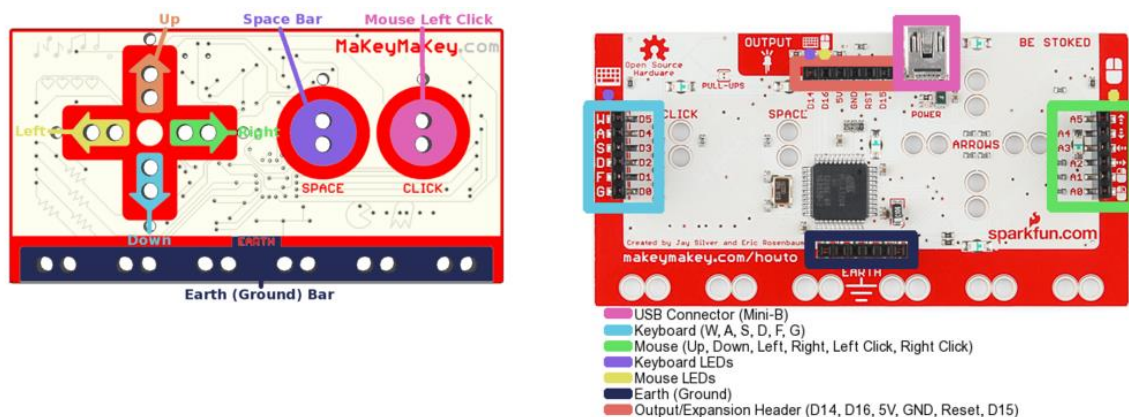 Up
Space Bar
Mouse Left Click
MaKeyMaKey.com
Left
Right
SPACE
CLICK
Down
EARTH
Earth (Ground) Bar
Open Source
Hardware
OUTPUT
BE STOKED
PULL-UPS
D14
D16
5V
GND
RST
D15
POWER
CLICK
SPACE
ARROWS
W D5
A D4
S D3
D D2
F D1
G D0
A5
A4
A3
A2
A1
A0
Created by Jay Silver and Eric Rosenbaum
sparkfun.com
makeymakey.com/howto
EARTH
USB Connector (Mini-B)
Keyboard (W, A, S, D, F, G)
Mouse (Up, Down, Left, Right, Left Click, Right Click)
Keyboard LEDs
Mouse LEDs
Earth (Ground)
Output/Expansion Header (D14, D16, 5V, GND, Reset, D15)